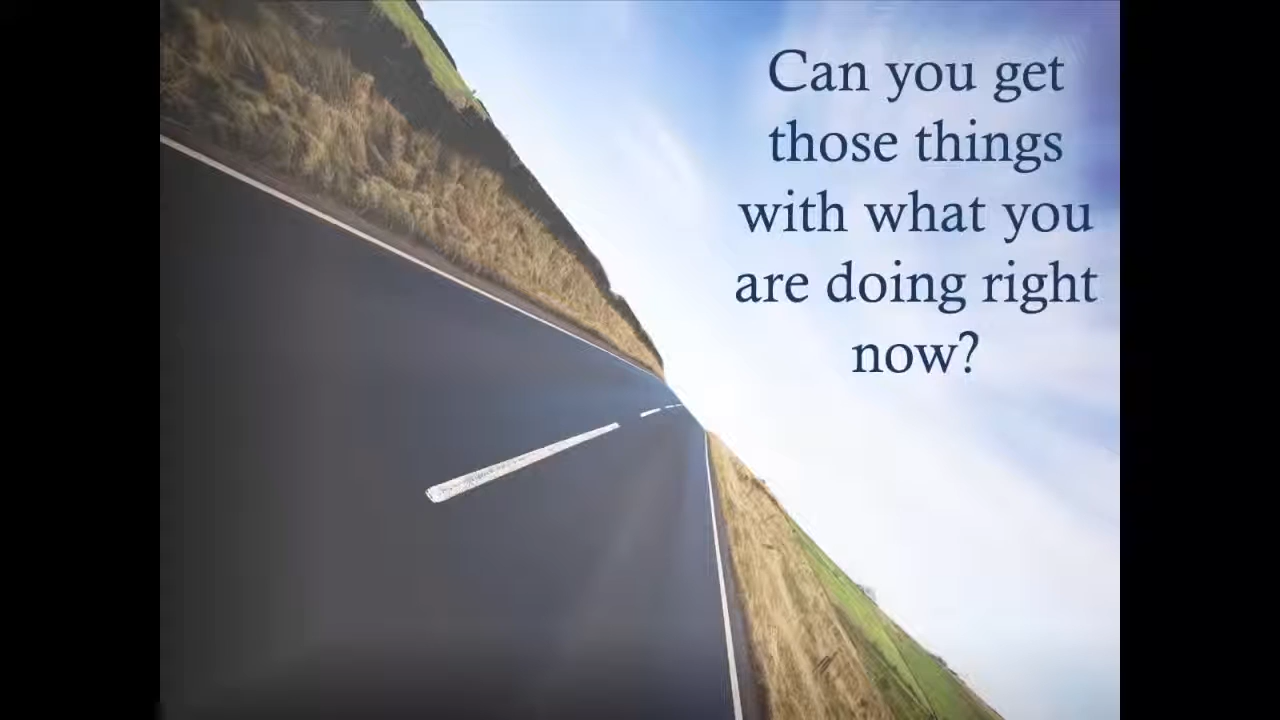 Can you get
those things
with what you
are doing right
now?